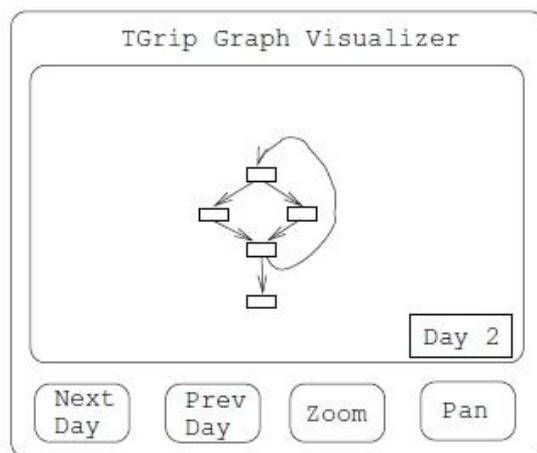 TGrip Graph Visualizer
Day 2
Next
Day
Prev
Day
Zoom
Pan